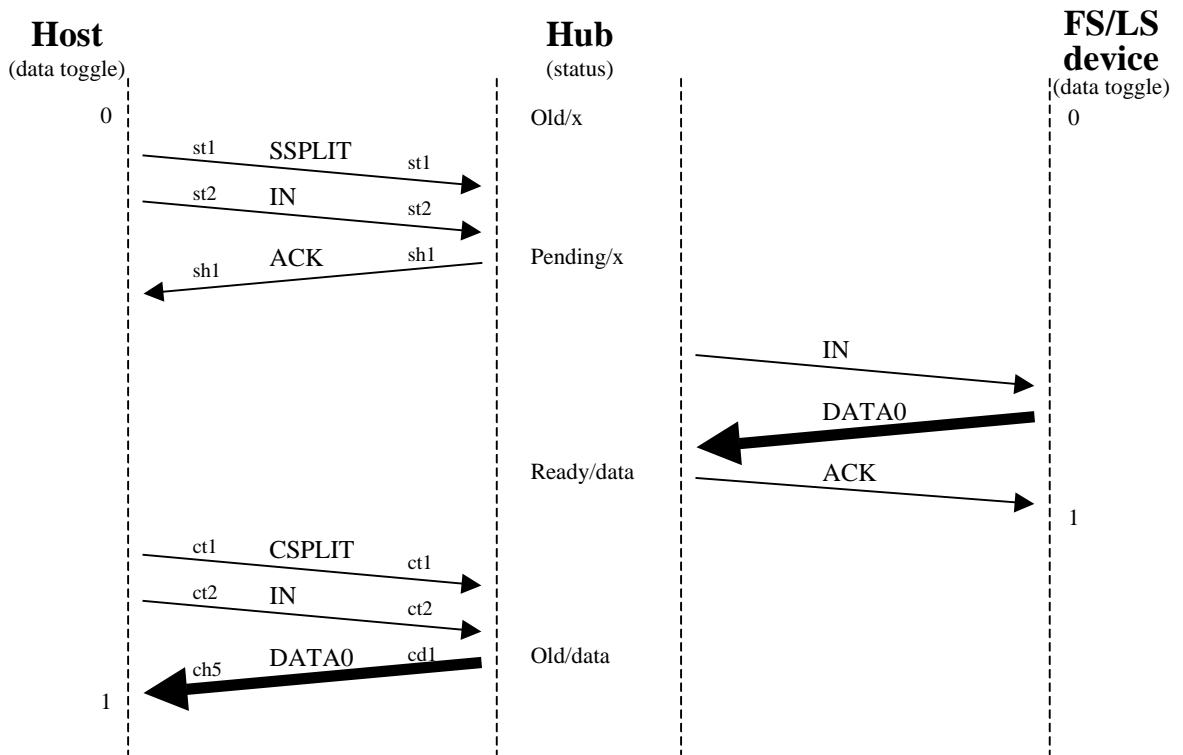 Host
(data toggle)
Hub
(status)
FS/LS
device
(data toggle)
0
Old/x
0
st1 SSPLIT st1
st2 IN st2
Pending/x
sh1 ACK sh1
IN
DATA0
Ready/data
ACK
1
ct1 CSPLIT ct1
ct2 IN ct2
Old/data
ch5 DATA0 cd1
1